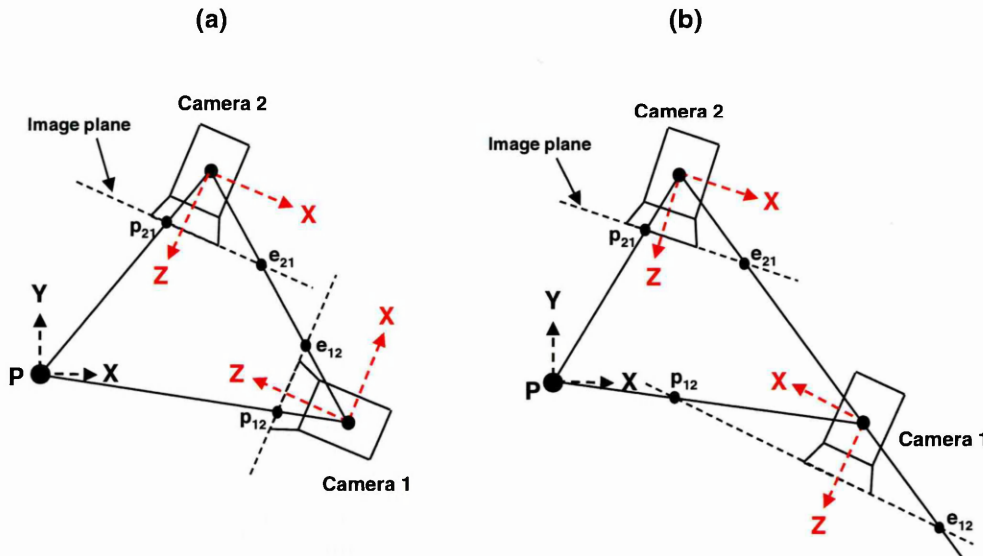 (a)
Camera 2
Image plane
X
p21
e21
Z
Y
X
P
X
e12
Z
p12
Camera 1
(b)
Camera 2
Image plane
X
p21
e21
Z
Y
X
P
p12
X
Camera 1
Z
e12